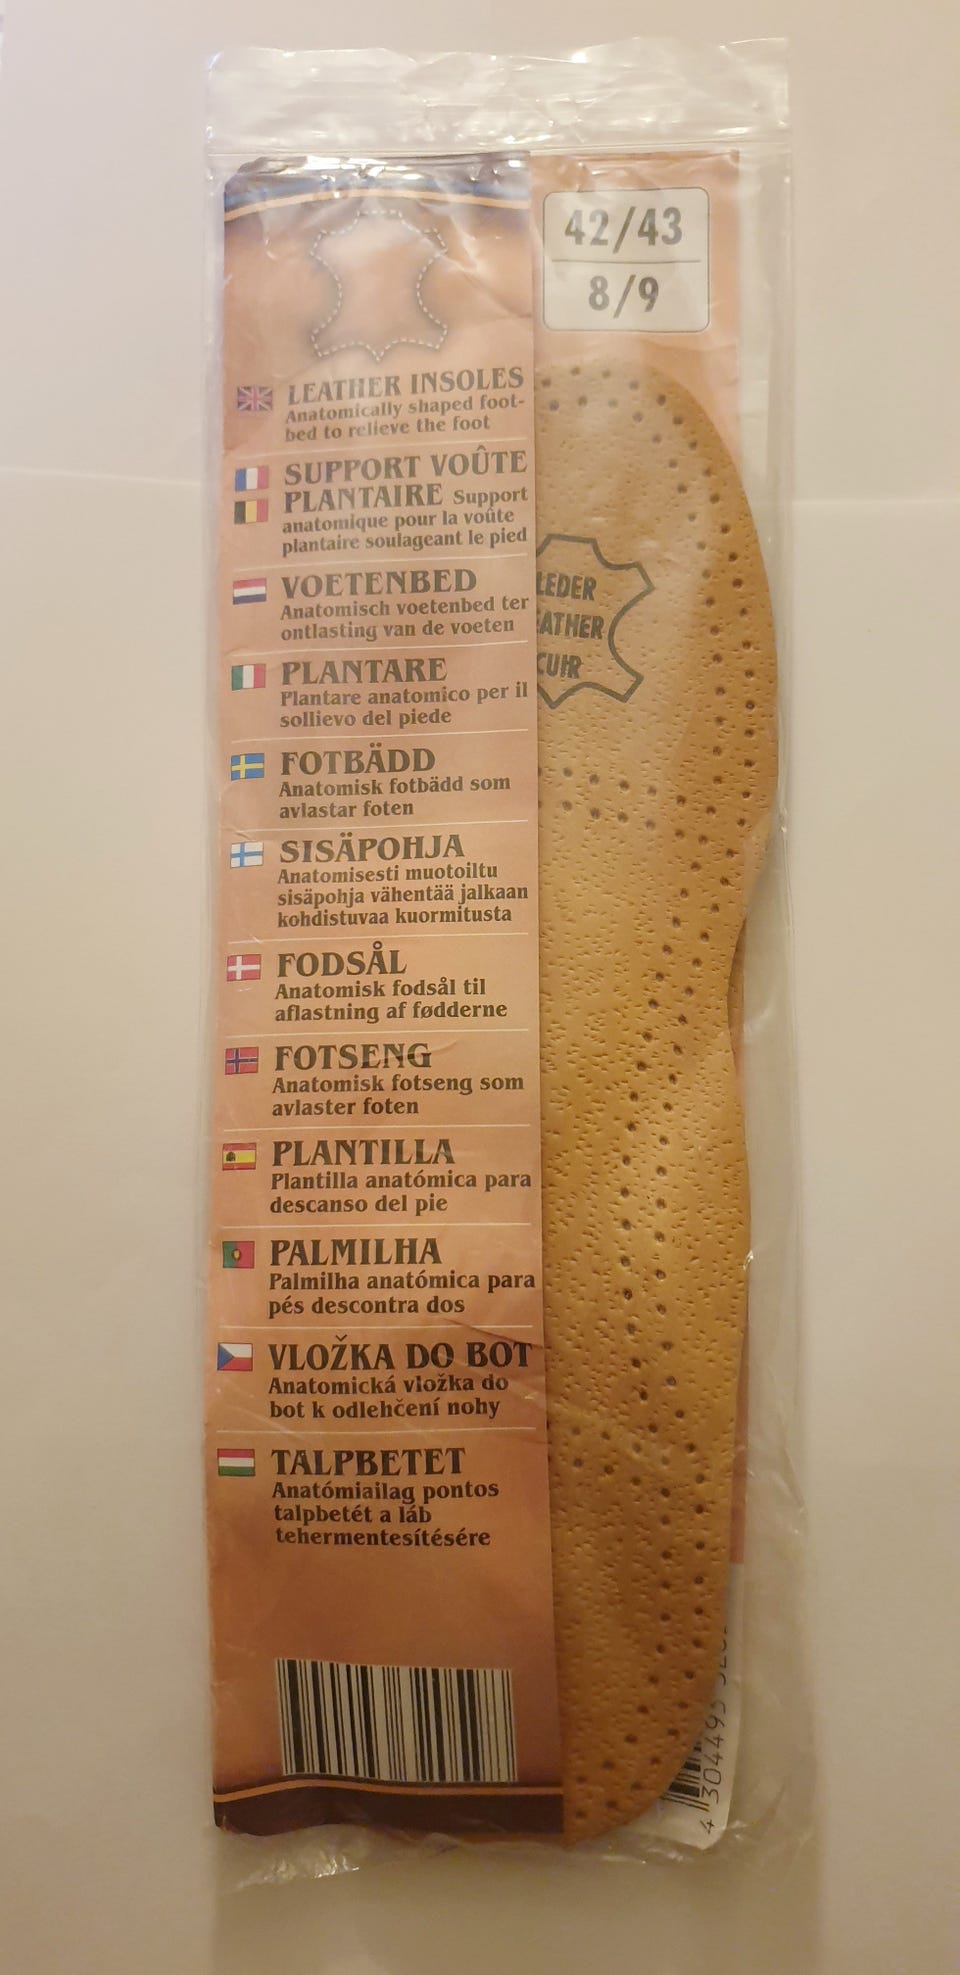 42/43
8/9
LEATHER INSOLES
Anatomically shaped foot-
bed to relieve the foot
SUPPORT VOÛTE
PLANTAIRE Support
anatomique pour la voûte
plantaire soulageant le pied
VOETENBED
Anatomisch voetenbed ter
ontlasting van de voeten
PLANTARE
Plantare anatomico per il
sollievo del piede
FOTBÄDD
Anatomisk fotbädd som
avlastar foten
SISÄPOHJA
Anatomisesti muotoiltu
sisäpohja vähentää jalkaan
kohdistuvaa kuormitusta
FODSÅL
Anatomisk fodsål til
aflastning af fødderne
FOTSENG
Anatomisk fotseng som
avlaster foten
PLANTILLA
Plantilla anatómica para
descanso del pie
PALMILHA
Palmilha anatómica para
pés descontra dos
VLOŽKA DO BOT
Anatomická vložka do
bot k odlehčení nohy
TALPBETET
Anatómiailag pontos
talpbetét a láb
tehermentesítésére
LEDER
EATHER
CUIR
4 304493